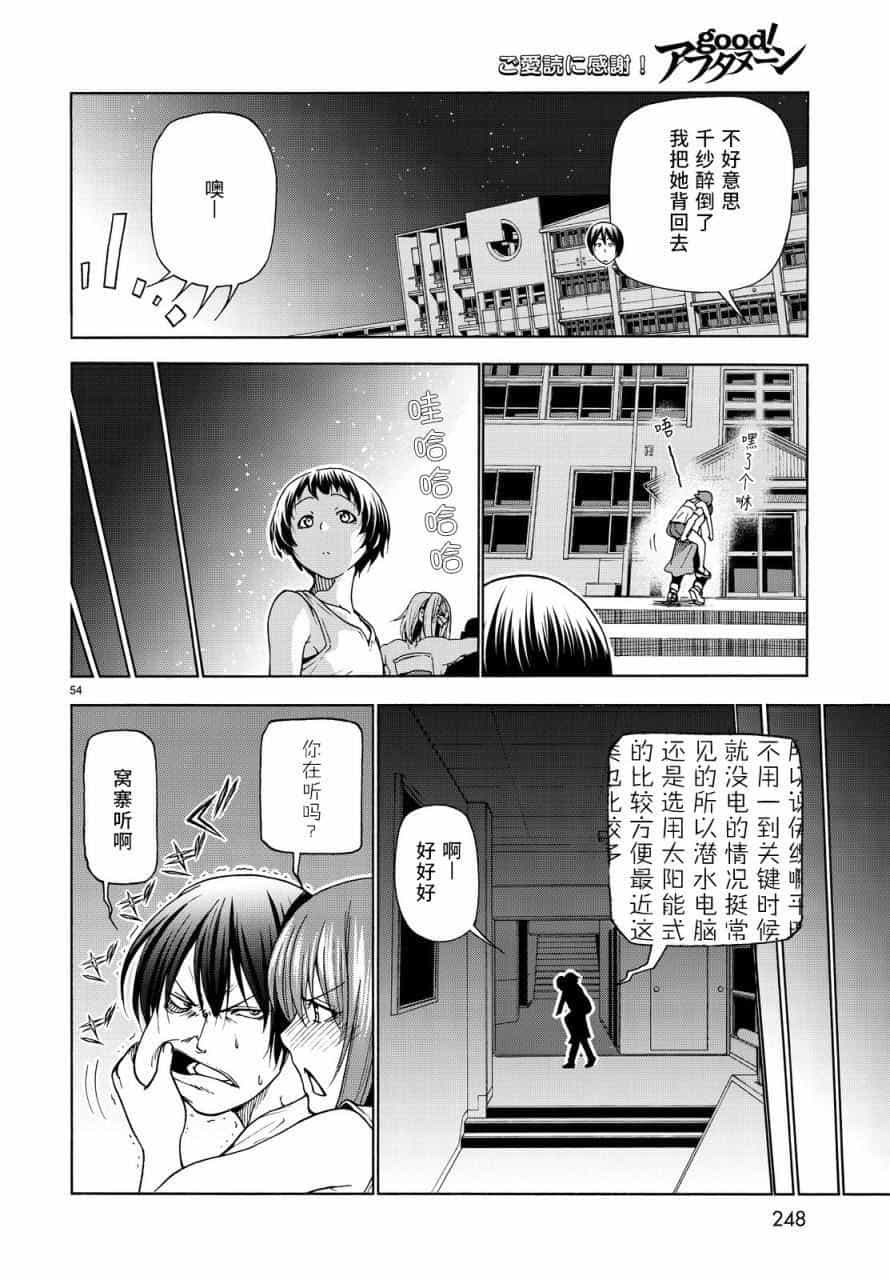 good!
アフタヌーン
ご愛読に感謝！
不好意思
千纱醉倒了
我把她背回去
噢—
嘿了个咻
唔—
哇哈哈哈哈
54
不用一到关键时候
就没电的情况挺常
见的所以潜水电脑
还是选用太阳能式
的比较方便最近这
啊—
好好好
你在听吗？
窝寨听啊
248